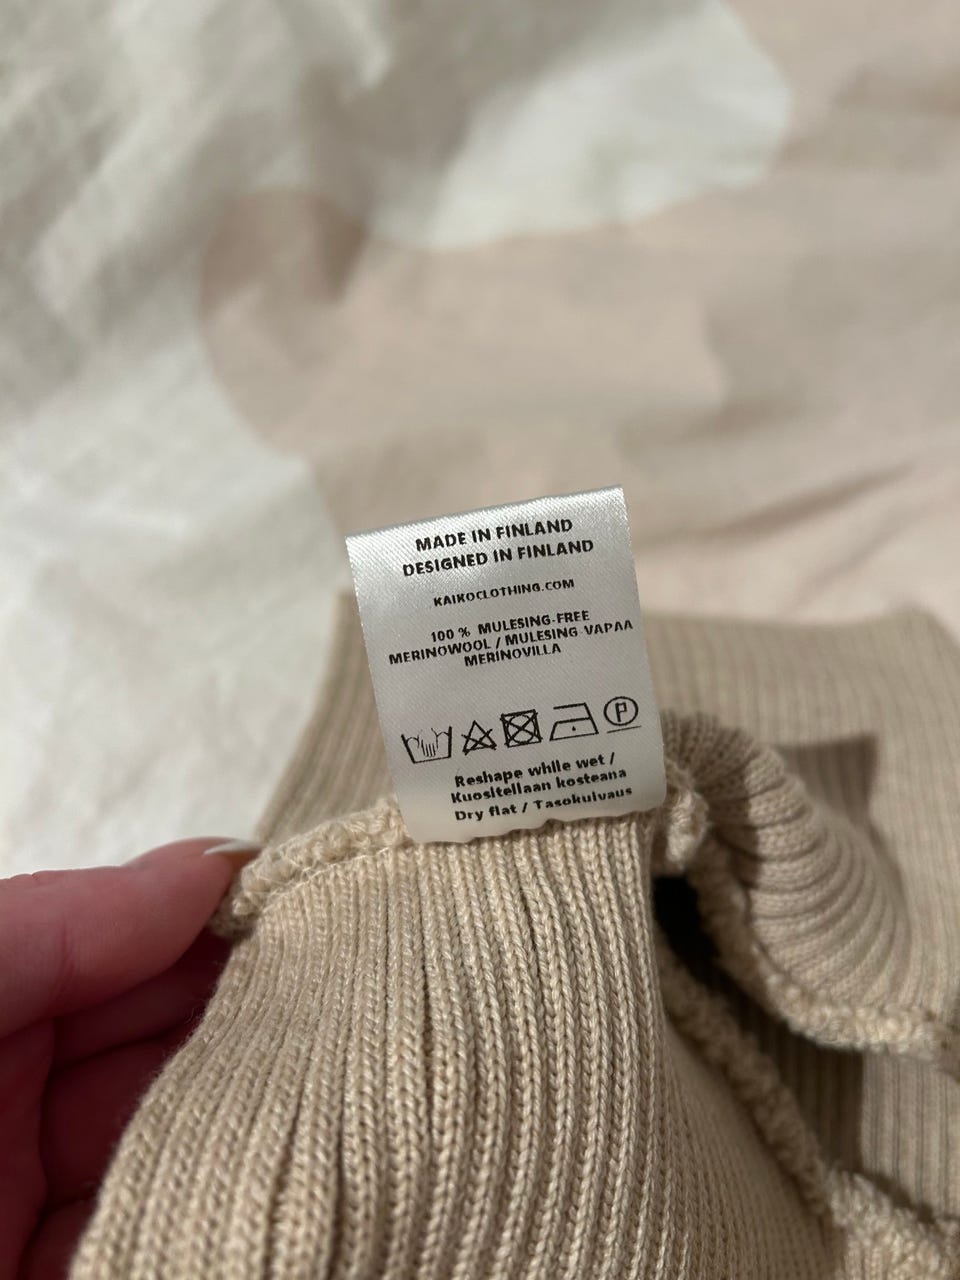 MADE IN FINLAND
DESIGNED IN FINLAND
KAIKOCLOTHING.COM
100 % MULESING-FREE
MERINOWOOL / MULESING-VAPAA
MERINOVILLA
P
Reshape while wet /
Kuositellaan kosteana
Dry flat / Tasokuivaus